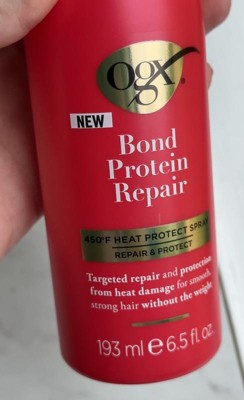 ogx
NEW
Bond
Protein
Repair
450°F HEAT PROTECT SPRAY
REPAIR & PROTECT
Targeted repair and protection
from heat damage for smooth,
strong hair without the weight.
193 ml e 6.5 fl. oz.